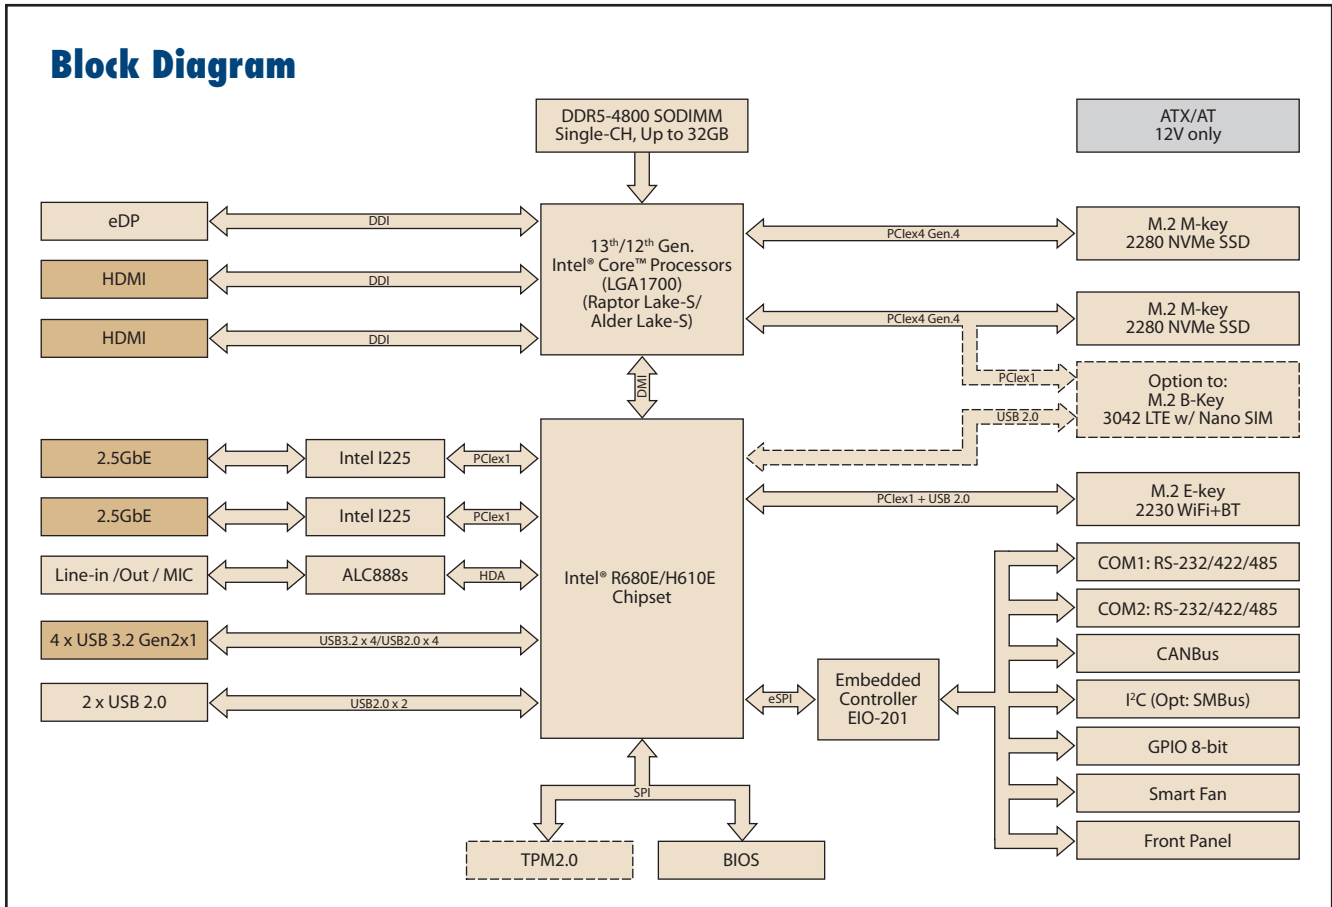 Block Diagram
DDR5-4800 SODIMM
Single-CH, Up to 32GB
ATX/AT
12V only
eDP
DDI
HDMI
DDI
HDMI
DDI
13th/12th Gen.
Intel® Core™ Processors
(LGA1700)
(Raptor Lake-S/
Alder Lake-S)
PCIex4 Gen.4
M.2 M-key
2280 NVMe SSD
PCIex4 Gen.4
M.2 M-key
2280 NVMe SSD
PCIex1
USB 2.0
Option to:
M.2 B-Key
3042 LTE w/ Nano SIM
DMI
2.5GbE
Intel I225
PCIex1
2.5GbE
Intel I225
PCIex1
Line-in /Out / MIC
ALC888s
HDA
4 x USB 3.2 Gen2x1
USB3.2 x 4/USB2.0 x 4
2 x USB 2.0
USB2.0 x 2
Intel® R680E/H610E
Chipset
PCIex1 + USB 2.0
M.2 E-key
2230 WiFi+BT
eSPI
Embedded
Controller
EIO-201
COM1: RS-232/422/485
COM2: RS-232/422/485
CANBus
I²C (Opt: SMBus)
GPIO 8-bit
Smart Fan
Front Panel
SPI
TPM2.0
BIOS